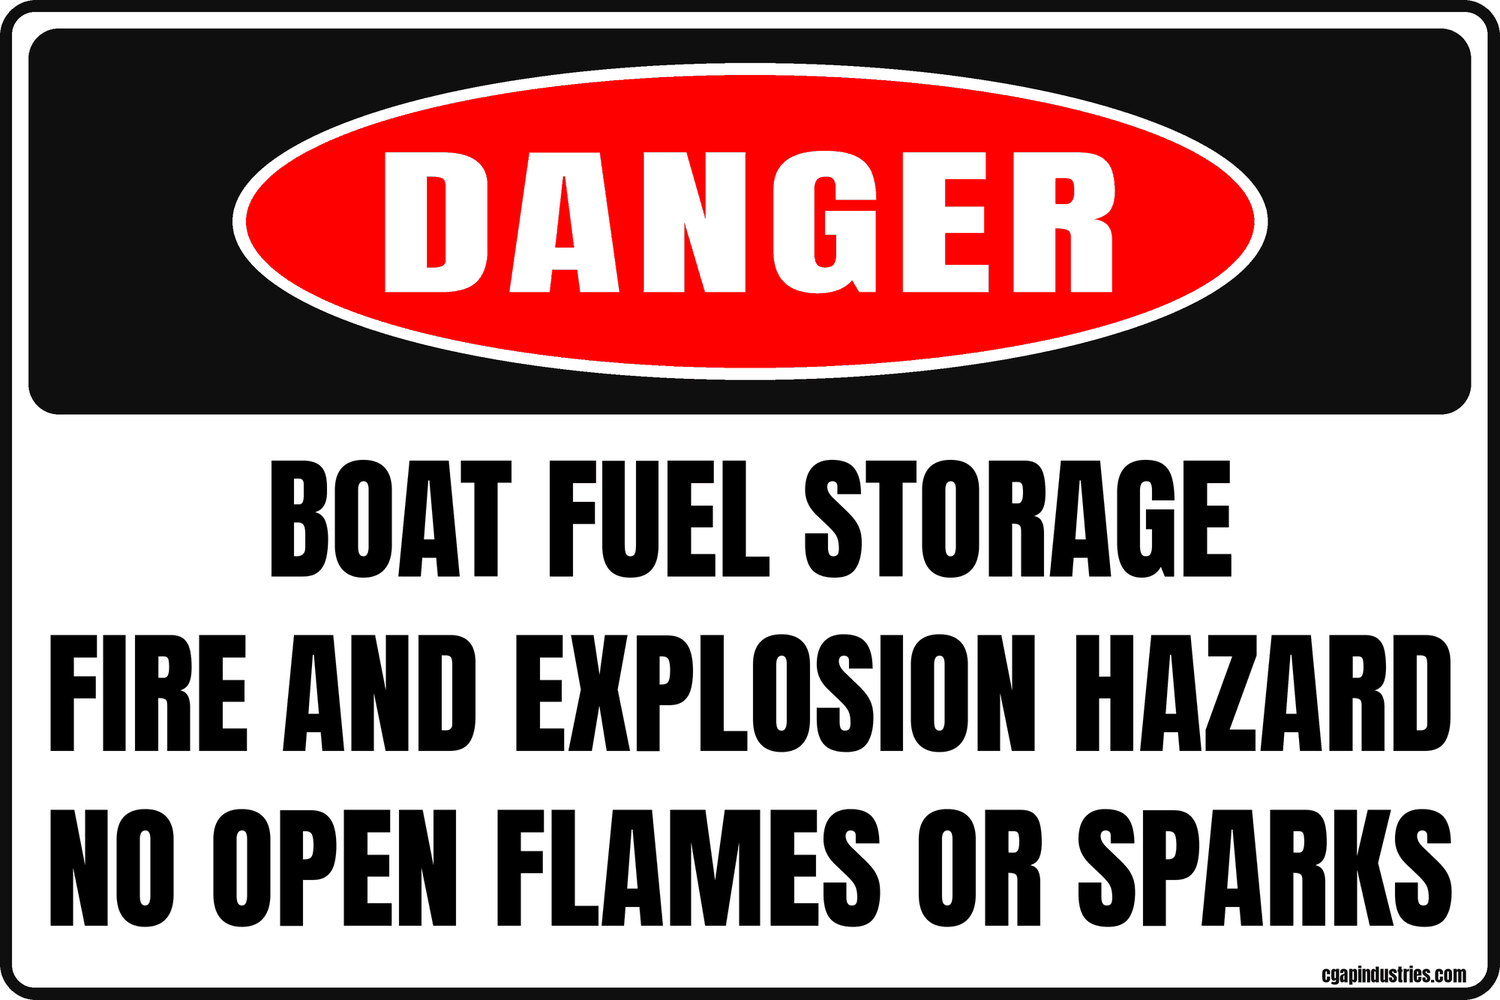 DANGER
BOAT FUEL STORAGE
FIRE AND EXPLOSION HAZARD
NO OPEN FLAMES OR SPARKS
cgapindustries.com